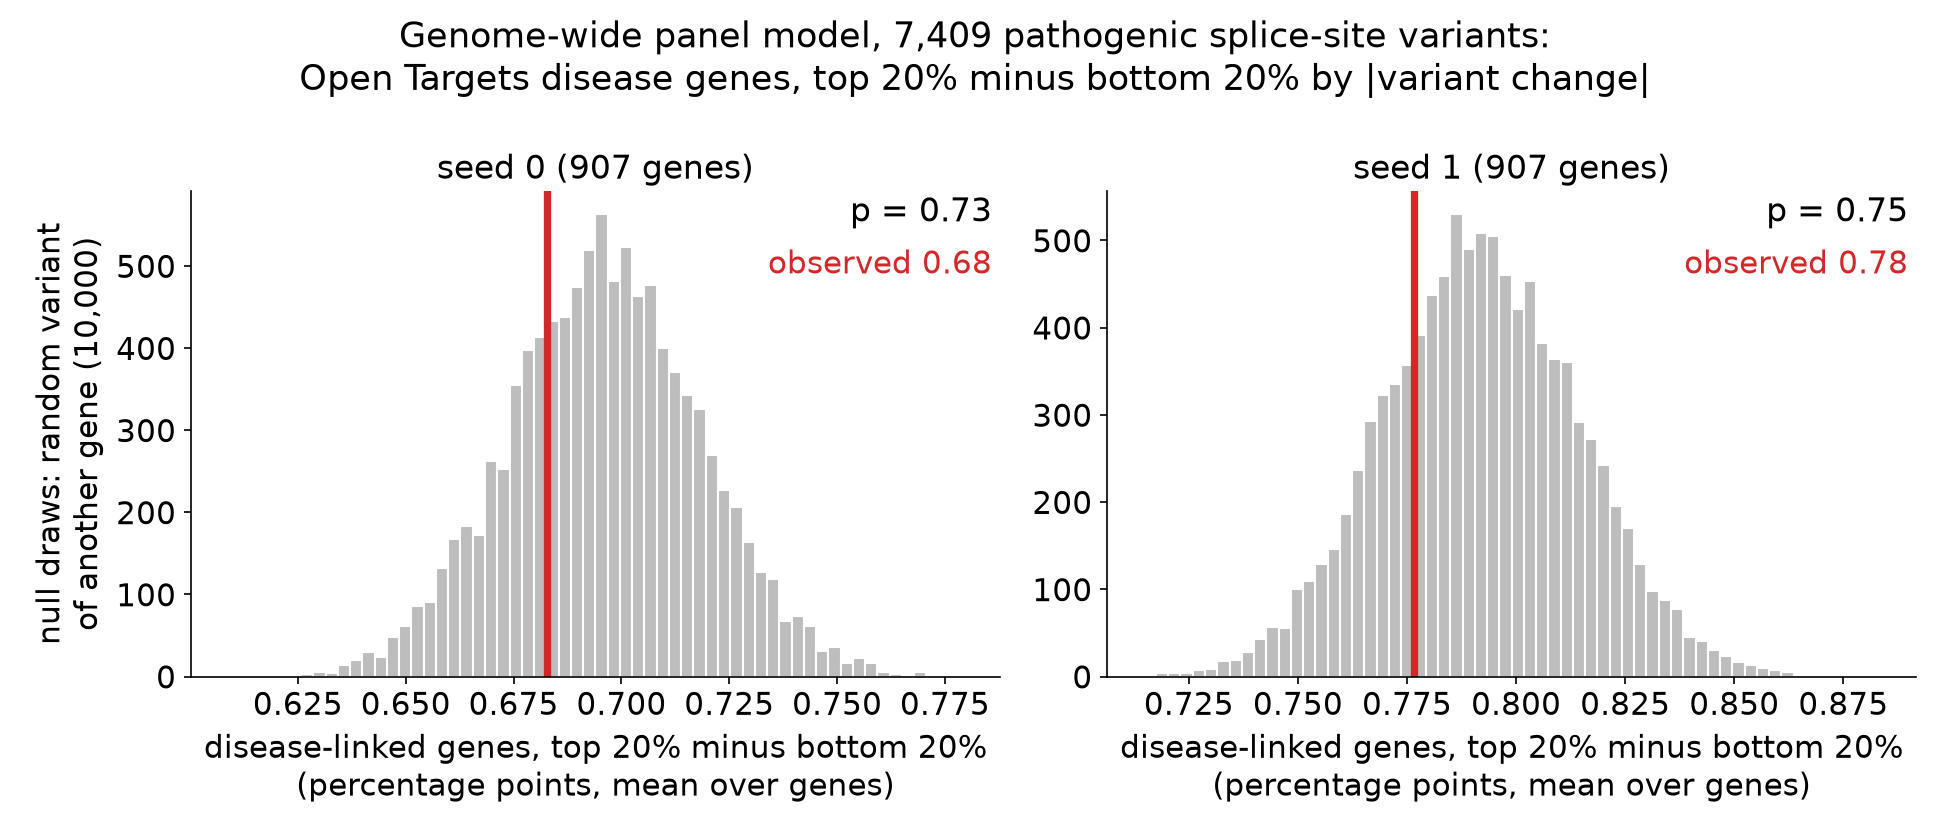 Genome-wide panel model, 7,409 pathogenic splice-site variants:
Open Targets disease genes, top 20% minus bottom 20% by |variant change|
seed 0 (907 genes)
p = 0.73
observed 0.68
null draws: random variant
of another gene (10,000)
500
400
300
200
100
0
0.625 0.650 0.675 0.700 0.725 0.750 0.775
disease-linked genes, top 20% minus bottom 20%
(percentage points, mean over genes)
seed 1 (907 genes)
p = 0.75
observed 0.78
500
400
300
200
100
0
0.725 0.750 0.775 0.800 0.825 0.850 0.875
disease-linked genes, top 20% minus bottom 20%
(percentage points, mean over genes)